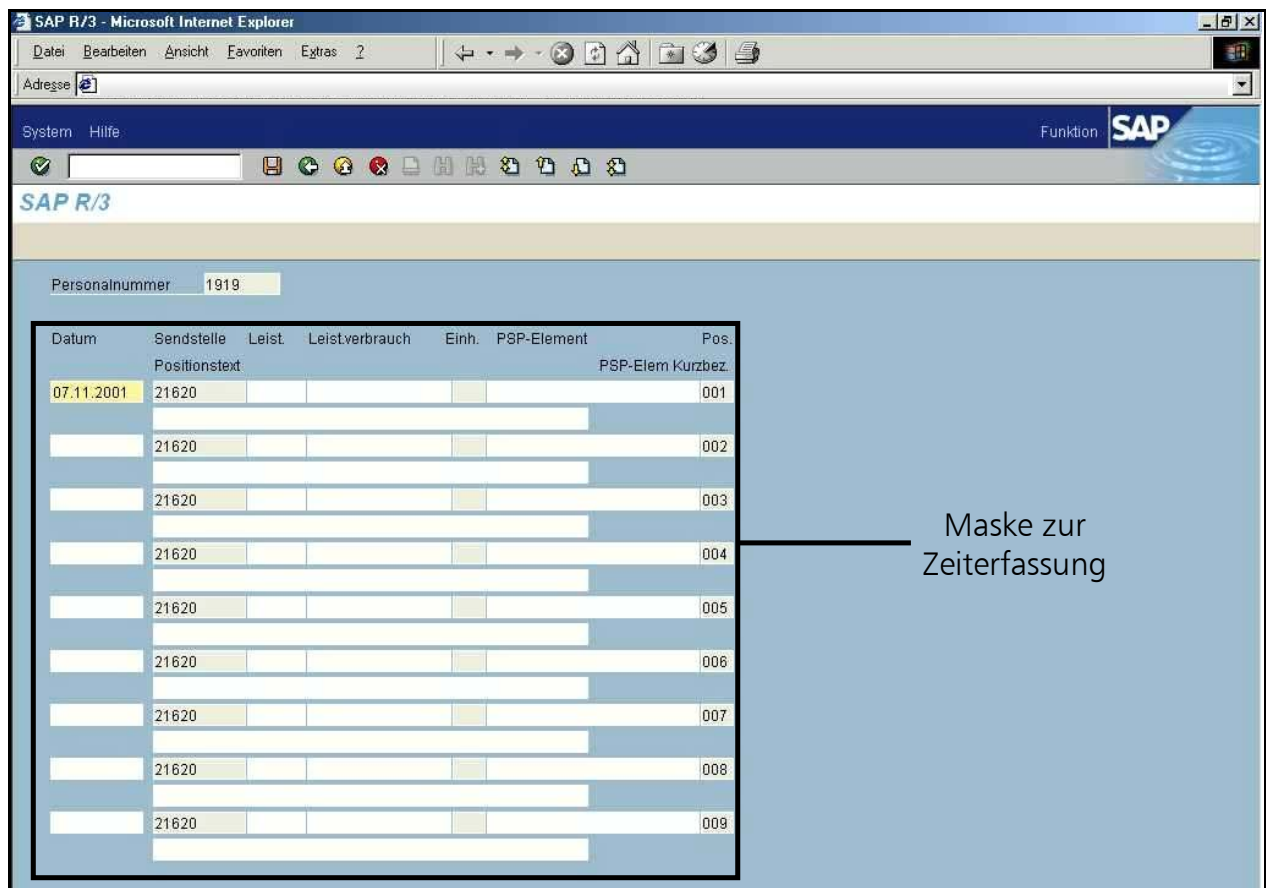 SAP R/3 - Microsoft Internet Explorer
Datei Bearbeiten Ansicht Favoriten Extras ?
Adresse
System Hilfe Funktion SAP
SAP R/3
Personalnummer 1919
Datum Sendstelle Leist. Leist.verbrauch Einh. PSP-Element Pos.
Positionstext PSP-Elem Kurzbez.
07.11.2001 21620 001
21620 002
21620 003
21620 004
21620 005
21620 006
21620 007
21620 008
21620 009
Maske zur
Zeiterfassung